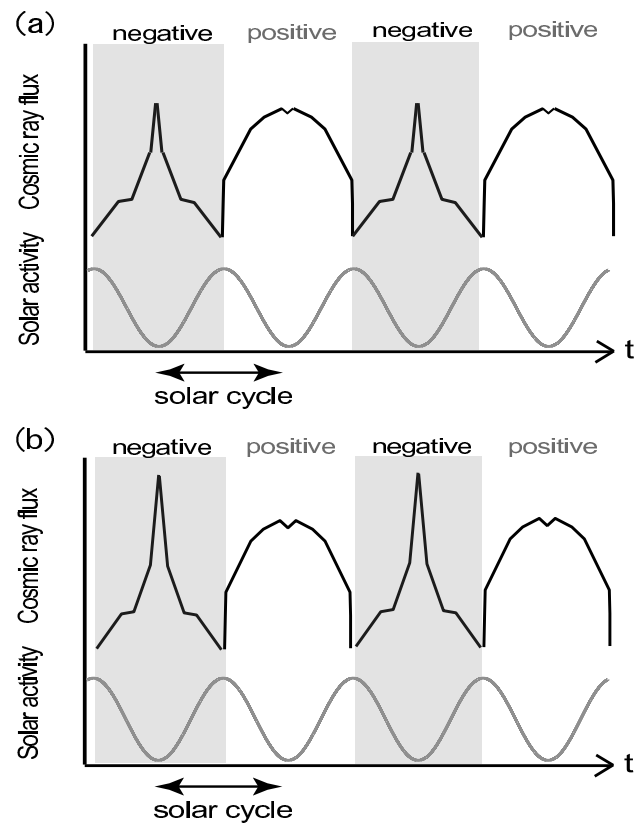 (a)
negative positive negative positive
Cosmic ray flux
Solar activity
t
solar cycle
(b)
negative positive negative positive
Cosmic ray flux
Solar activity
t
solar cycle